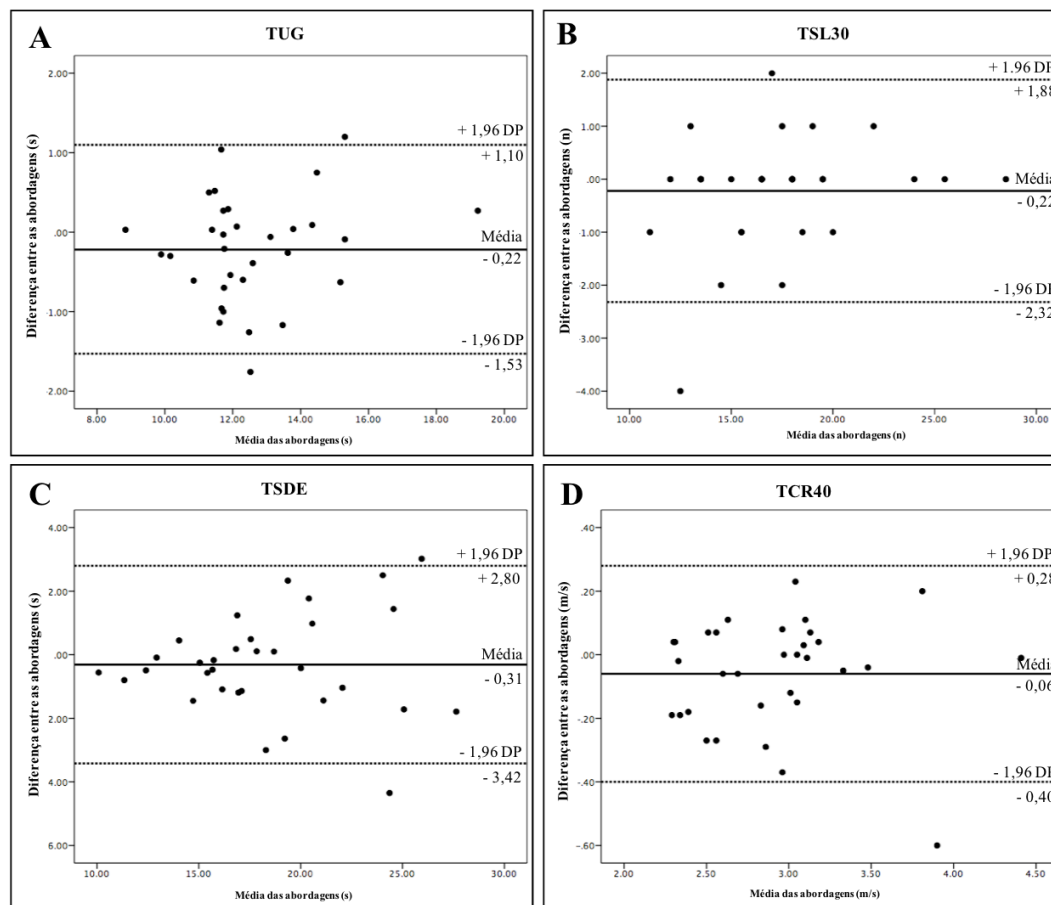 A
TUG
Diferença entre as abordagens (s)
2.00
1.00
.00
-1.00
-2.00
+ 1,96 DP
+ 1,10
Média
- 0,22
- 1,96 DP
- 1,53
8.00 10.00 12.00 14.00 16.00 18.00 20.00
Média das abordagens (s)
B
TSL30
Diferença entre as abordagens (n)
2.00
1.00
.00
-1.00
-2.00
-3.00
-4.00
+ 1.96 DP
+ 1,88
Média
- 0,22
- 1,96 DP
- 2,32
10.00 15.00 20.00 25.00 30.00
Média das abordagens (n)
C
TSDE
Diferença entre as abordagens (s)
4.00
2.00
.00
2.00
4.00
6.00
+ 1,96 DP
+ 2,80
Média
- 0,31
- 1,96 DP
- 3,42
10.00 15.00 20.00 25.00 30.00
Média das abordagens (s)
D
TCR40
Diferença entre as abordagens (m/s)
.40
.20
.00
-.20
-.40
-.60
+ 1,96 DP
+ 0,28
Média
- 0,06
- 1,96 DP
- 0,40
2.00 2.50 3.00 3.50 4.00 4.50
Média das abordagens (m/s)